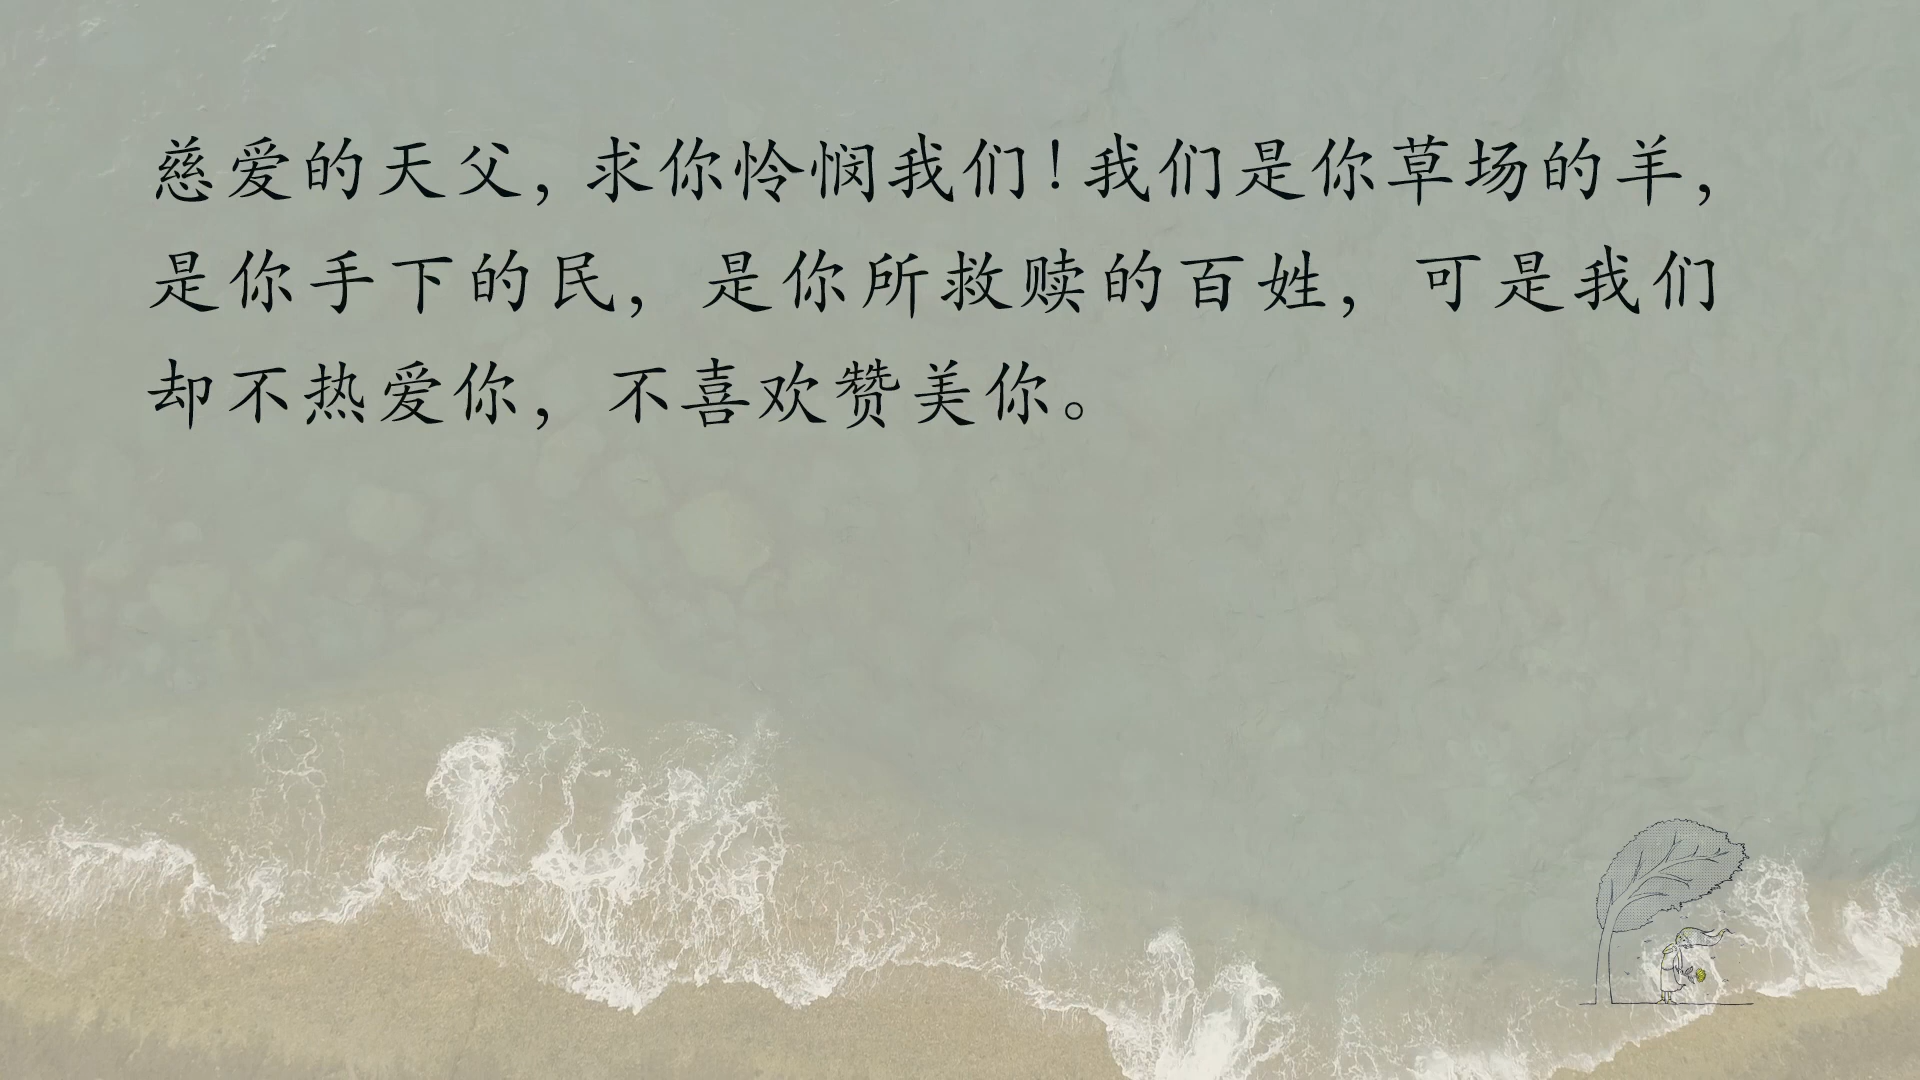 慈爱的天父，求你怜悯我们！我们是你草场的羊，
是你手下的民，是你所救赎的百姓，可是我们
却不热爱你，不喜欢赞美你。